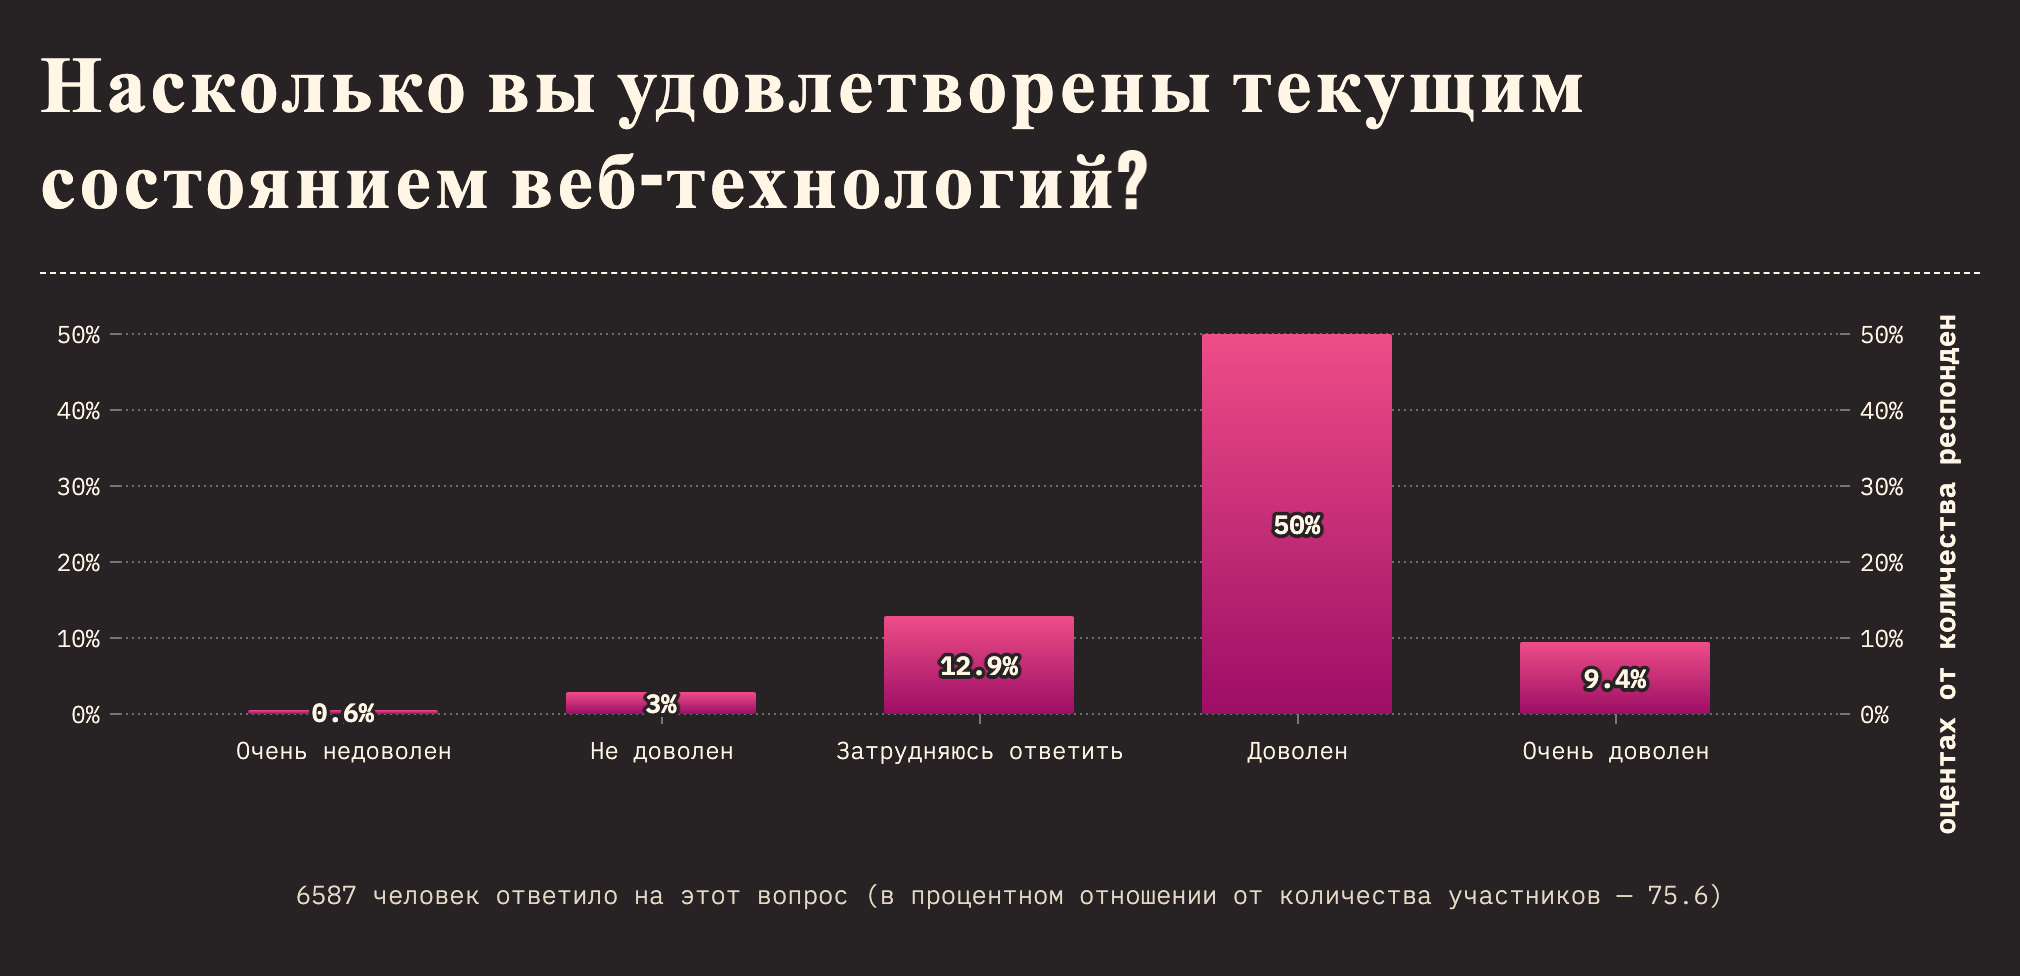 Насколько вы удовлетворены текущим
состоянием веб-технологий?
50%
40%
30%
20%
10%
0%
0.6%
3%
12.9%
50%
9.4%
Очень недоволен
Не доволен
Затрудняюсь ответить
Доволен
Очень доволен
50%
40%
30%
20%
10%
0%
оцентах от количества респонден
6587 человек ответило на этот вопрос (в процентном отношении от количества участников — 75.6)